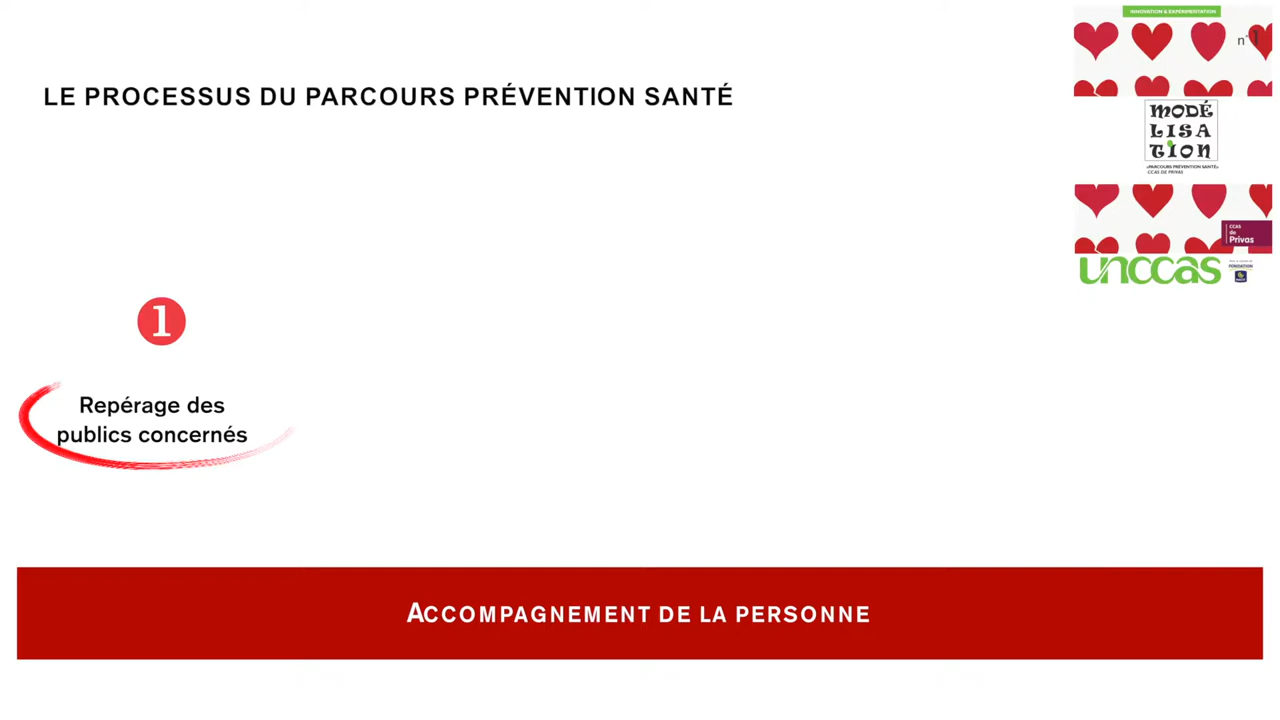 LE PROCESSUS DU PARCOURS PRÉVENTION SANTÉ
INNOVATION & EXPÉRIMENTATION
n°1
MODÉ
LISA
TION
«PARCOURS PRÉVENTION SANTÉ»
CCAS DE PRIVAS
CCAS
de
Privas
unccas
FONDATION
1
Repérage des
publics concernés
ACCOMPAGNEMENT DE LA PERSONNE